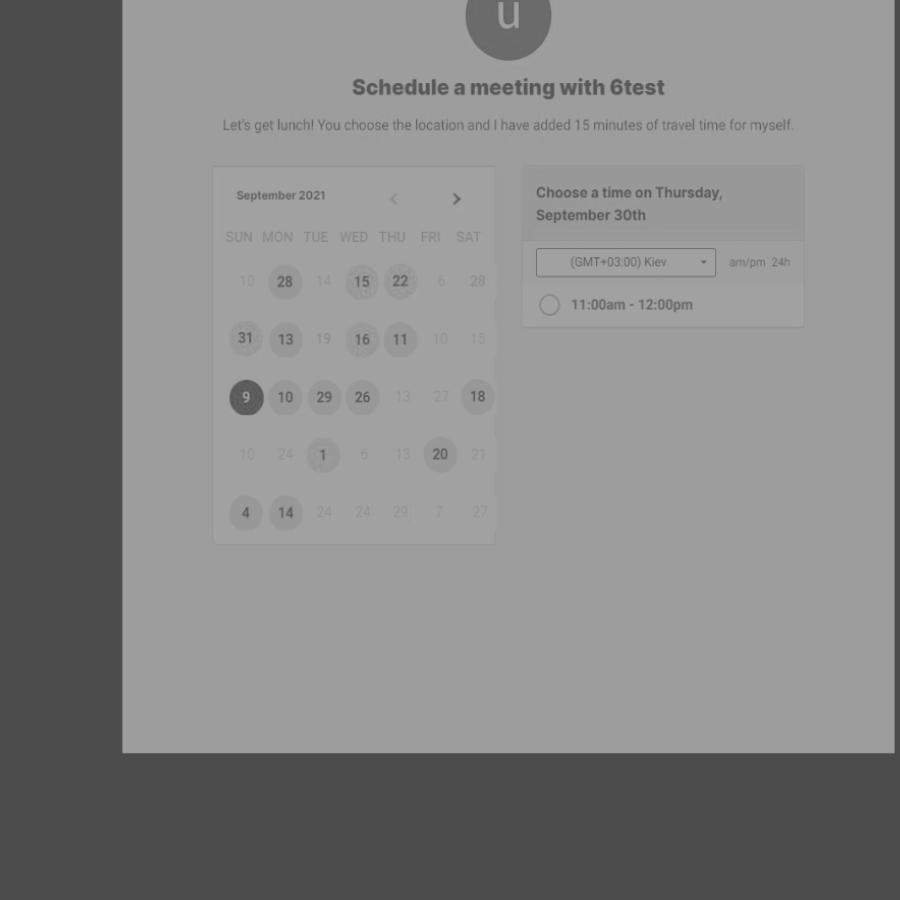 u
Schedule a meeting with 6test
Let's get lunch! You choose the location and I have added 15 minutes of travel time for myself.
September 2021
SUN MON TUE WED THU FRI SAT
10 28 14 15 22 6 28
31 13 19 16 11 10 15
9 10 29 26 13 27 18
10 24 1 6 13 20 21
4 14 24 24 29 7 27
Choose a time on Thursday,
September 30th
(GMT+03:00) Kiev am/pm 24h
11:00am - 12:00pm